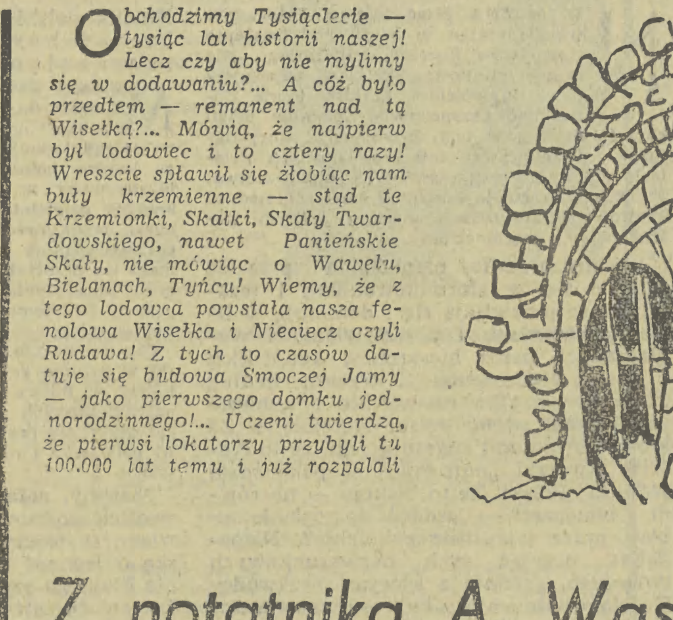 Obchodzimy Tysiąclecie —
tysiąc lat historii naszej!
Lecz czy aby nie mylimy
się w dodawaniu?... A cóż było
przedtem — remanent nad tą
Wisełką?... Mówią, że najpierw
był lodowiec i to cztery razy!
Wreszcie spławił się żłobiąc nam
buły krzemienne — stąd te
Krzemionki, Skałki, Skały Twar-
dowskiego, nawet Panieńskie
Skały, nie mówiąc o Wawelu,
Bielanach, Tyńcu! Wiemy, że z
tego lodowca powstała nasza fe-
nolowa Wisełka i Nieciecz czyli
Rudawa! Z tych to czasów da-
tuje się budowa Smoczej Jamy
— jako pierwszego domku jed-
norodzinnego!... Uczeni twierdzą,
że pierwsi lokatorzy przybyli tu
100.000 lat temu i już rozpalali
Z notatnika A. Was